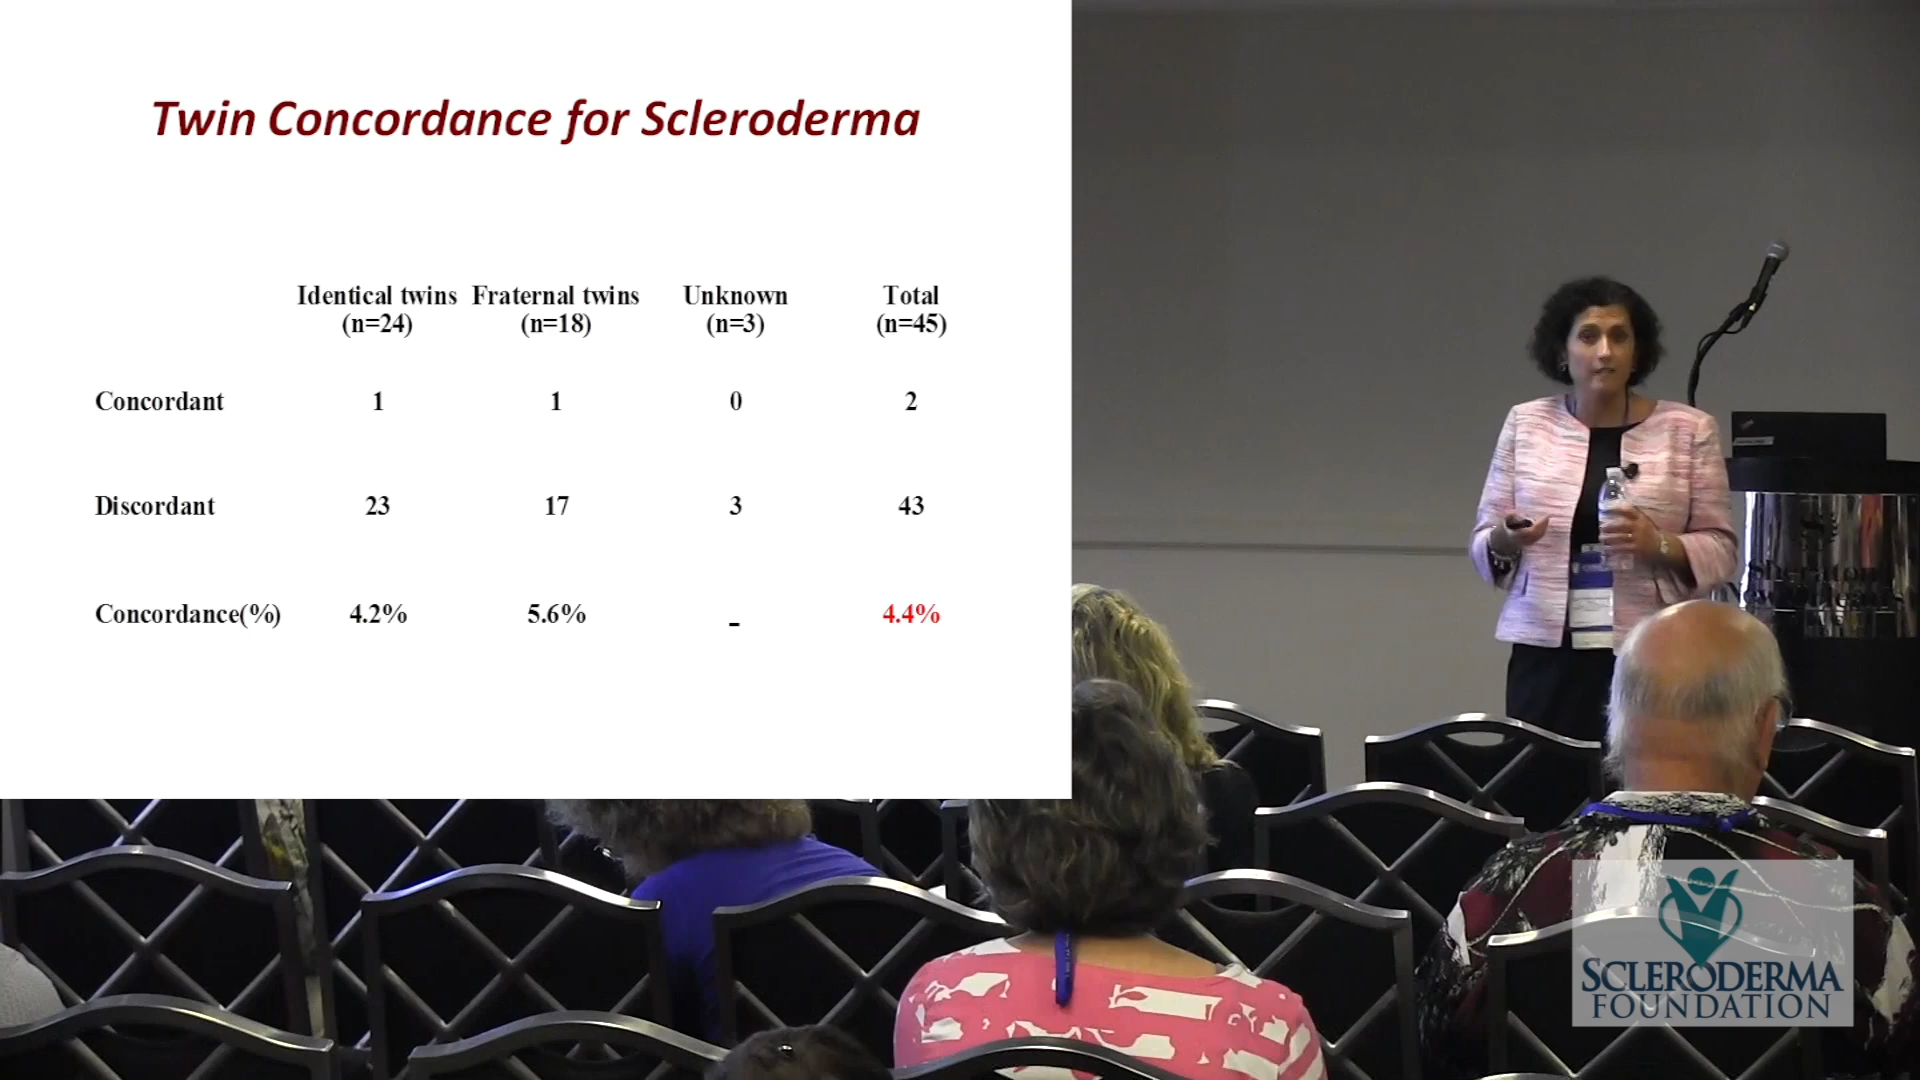 Twin Concordance for Scleroderma
Identical twins Fraternal twins Unknown Total
(n=24) (n=18) (n=3) (n=45)
Concordant 1 1 0 2
Discordant 23 17 3 43
Concordance(%) 4.2% 5.6% - 4.4%
SCLERODERMA
FOUNDATION